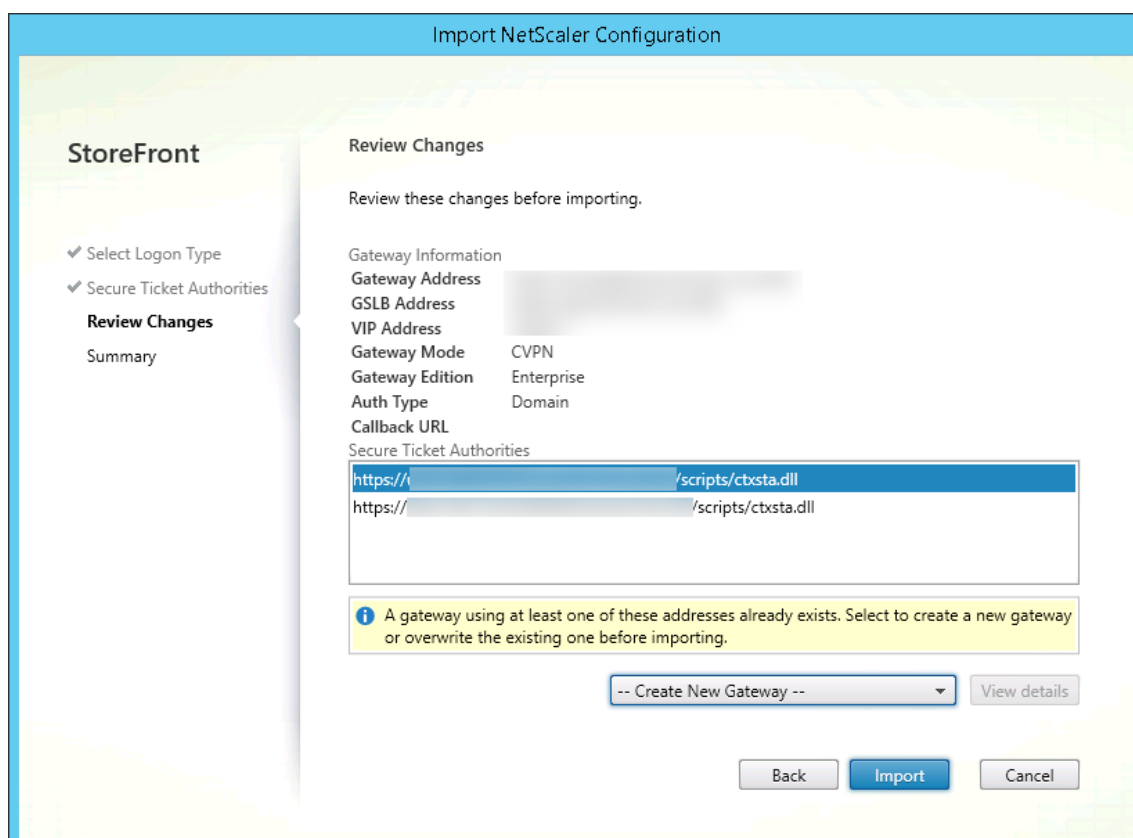 Import NetScaler Configuration
StoreFront
Select Logon Type
Secure Ticket Authorities
Review Changes
Summary
Review Changes
Review these changes before importing.
Gateway Information
Gateway Address
GSLB Address
VIP Address
Gateway Mode CVPN
Gateway Edition Enterprise
Auth Type Domain
Callback URL
Secure Ticket Authorities
https:// /scripts/ctxsta.dll
https:// /scripts/ctxsta.dll
A gateway using at least one of these addresses already exists. Select to create a new gateway
or overwrite the existing one before importing.
-- Create New Gateway --
View details
Back Import Cancel